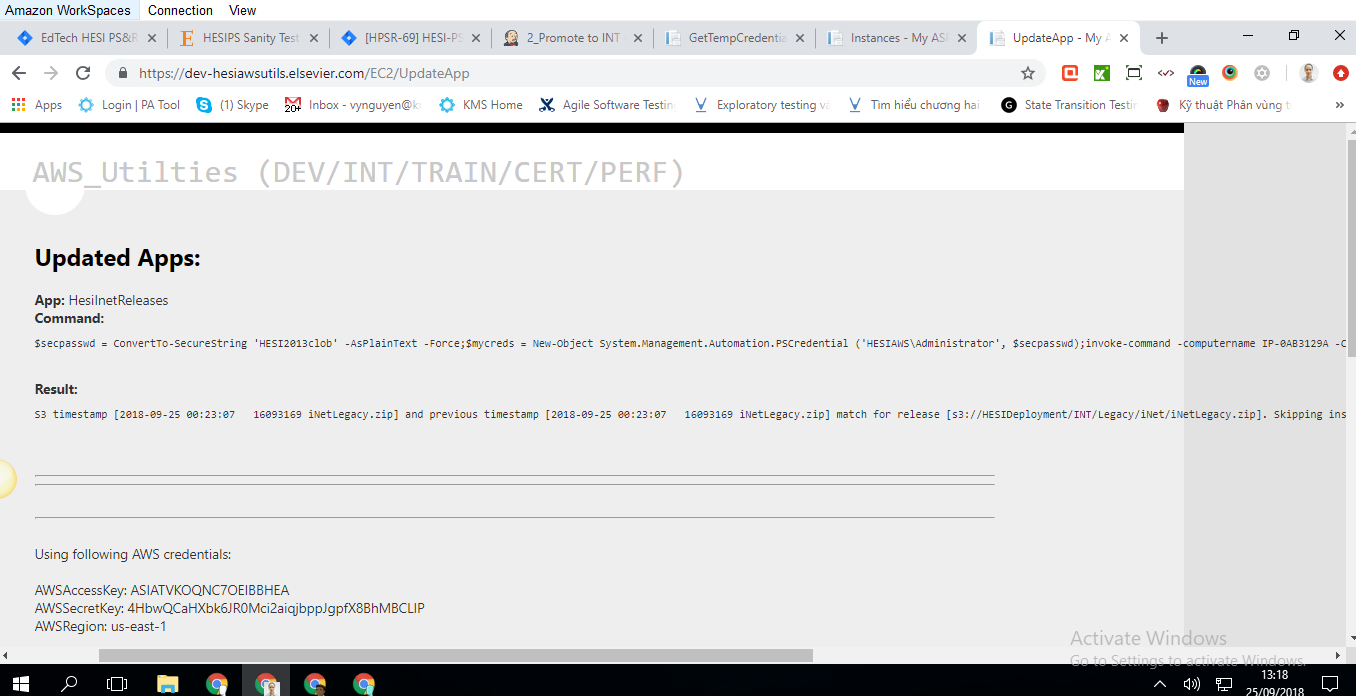 Amazon WorkSpaces Connection View
EdTech HESI PS&R HESIPS Sanity Test [HPSR-69] HESI-PS 2_Promote to INT GetTempCredentia Instances - My AS UpdateApp - My A
https://dev-hesiawsutils.elsevier.com/EC2/UpdateApp
New
Apps Login | PA Tool (1) Skype 20+ Inbox - vynguyen@k KMS Home Agile Software Testin Exploratory testing và Tìm hiểu chương hai State Transition Testin Kỹ thuật Phân vùng t »
AWS_Utilties (DEV/INT/TRAIN/CERT/PERF)
Updated Apps:
App: HesiInetReleases
Command:
$secpasswd = ConvertTo-SecureString 'HESI2013clob' -AsPlainText -Force;$mycreds = New-Object System.Management.Automation.PSCredential ('HESIAWS\Administrator', $secpasswd);invoke-command -computername IP-0AB3129A -C
Result:
S3 timestamp [2018-09-25 00:23:07 16093169 iNetLegacy.zip] and previous timestamp [2018-09-25 00:23:07 16093169 iNetLegacy.zip] match for release [s3://HESIDeployment/INT/Legacy/iNet/iNetLegacy.zip]. Skipping ins
Using following AWS credentials:
AWSAccessKey: ASIATVKOQNC7OEIBBHEA
AWSSecretKey: 4HbwQCaHXbk6JR0Mci2aiqjbppJgpfX8BhMBCLIP
AWSRegion: us-east-1
Activate Windows
Go to Settings to activate Windows.
13:18
25/09/2018